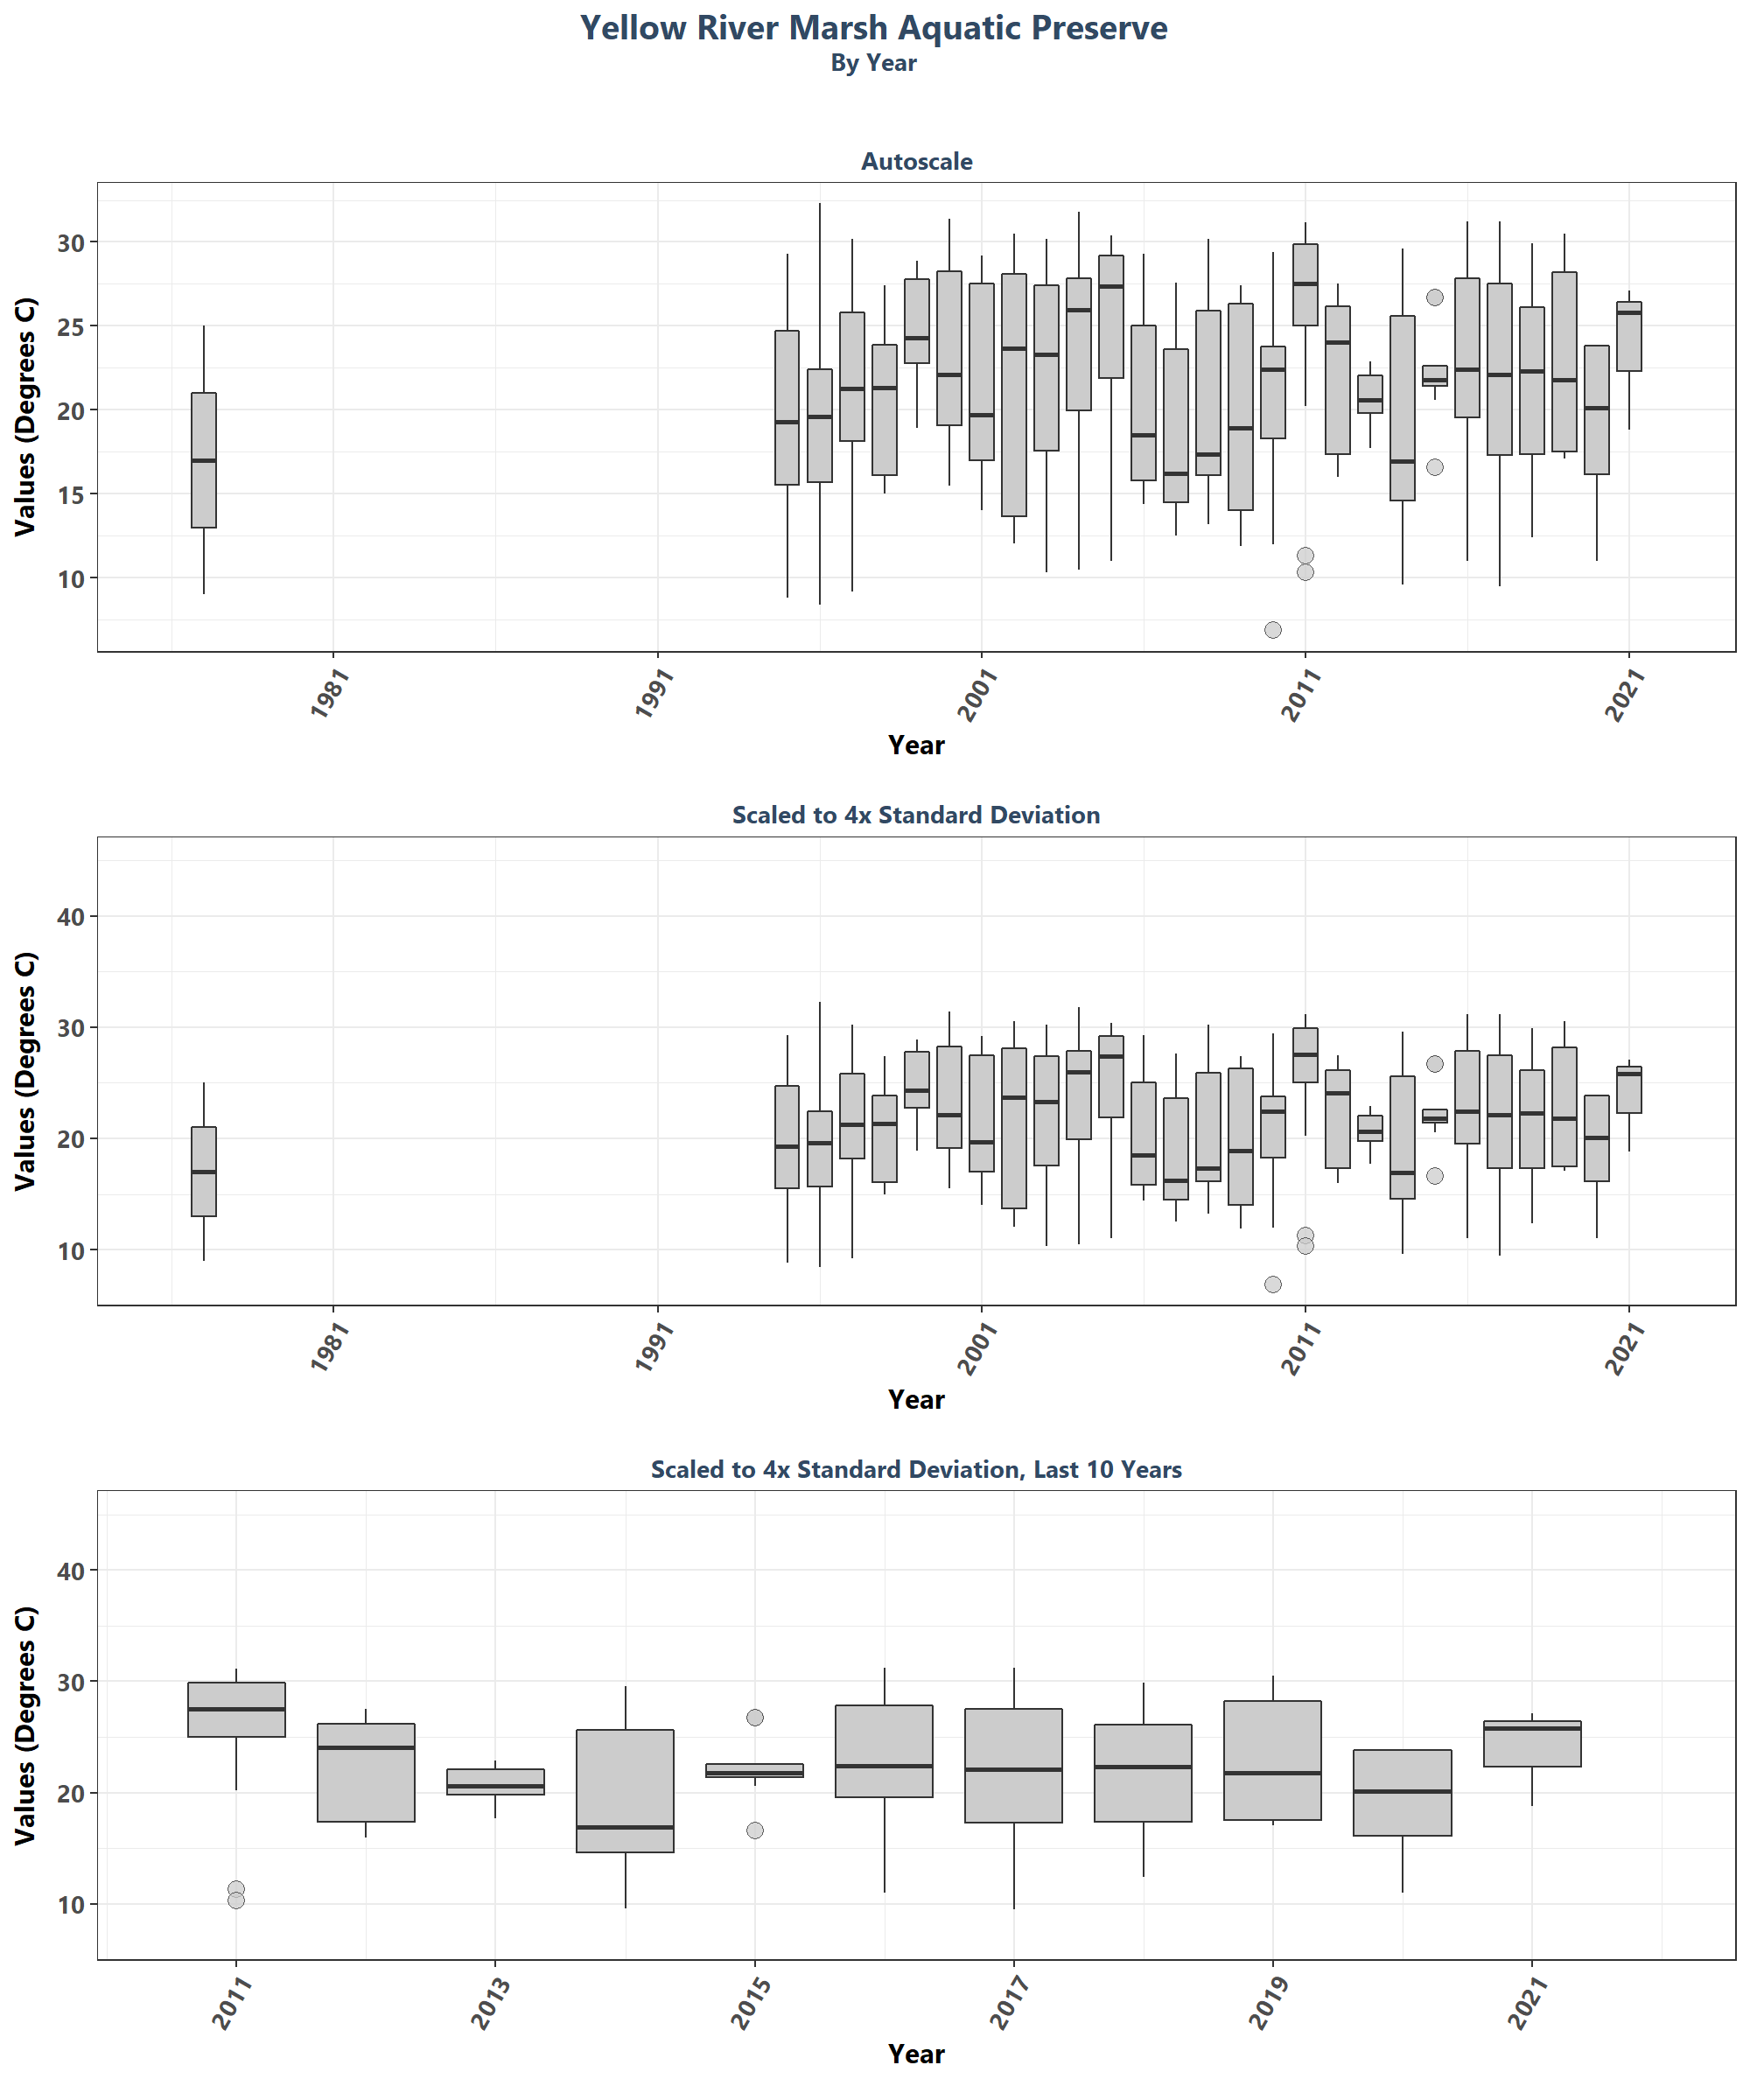 Yellow River Marsh Aquatic Preserve
By Year
Autoscale
Values (Degrees C)
30
25
20
15
10
1981
1991
2001
2011
2021
Year
Scaled to 4x Standard Deviation
Values (Degrees C)
40
30
20
10
1981
1991
2001
2011
2021
Year
Scaled to 4x Standard Deviation, Last 10 Years
Values (Degrees C)
40
30
20
10
2011
2013
2015
2017
2019
2021
Year